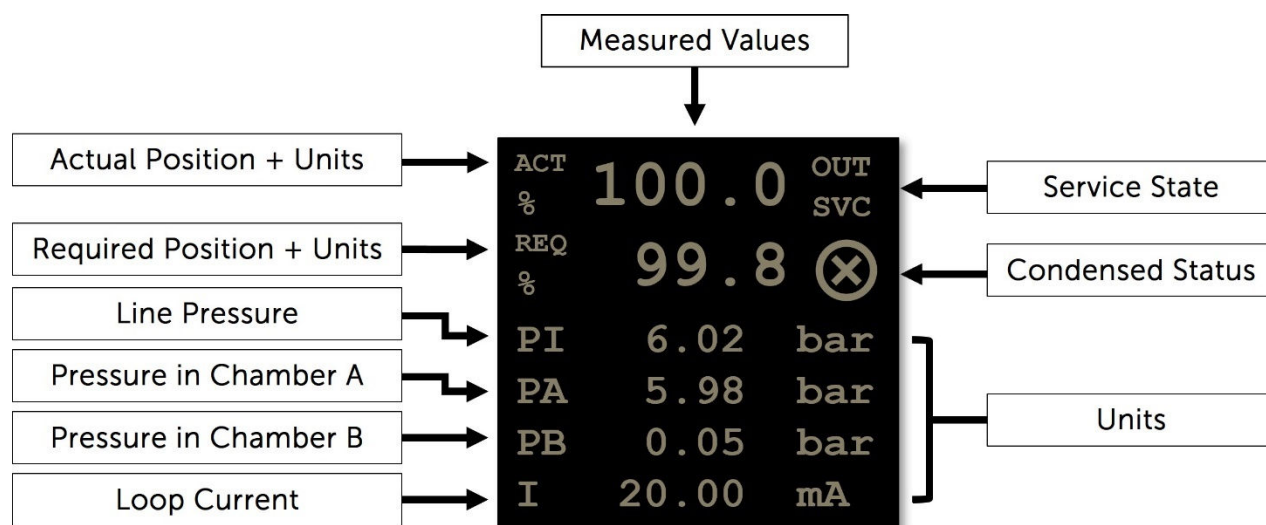 Measured Values
Actual Position + Units
Required Position + Units
Line Pressure
Pressure in Chamber A
Pressure in Chamber B
Loop Current
ACT
% 100.0 OUT
SVC
REQ
% 99.8
PI 6.02 bar
PA 5.98 bar
PB 0.05 bar
I 20.00 mA
Service State
Condensed Status
Units